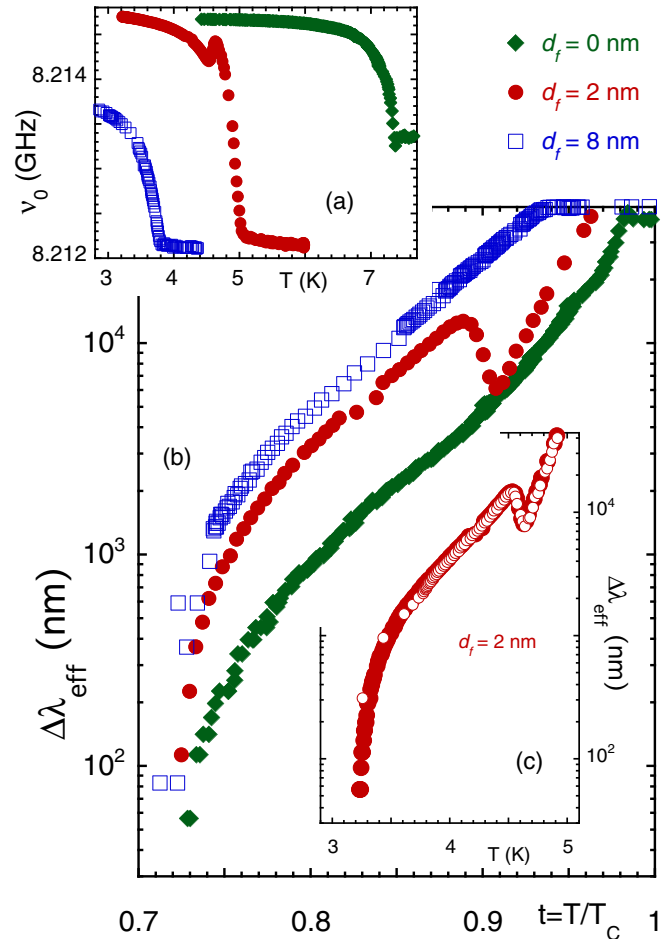 d_f = 0 nm
d_f = 2 nm
d_f = 8 nm
8.214
8.212
ν_0 (GHz)
(a)
3 4 5 6 7
T (K)
10^4
10^3
10^2
Δλ_eff (nm)
(b)
10^4
10^2
Δλ_eff (nm)
d_f = 2 nm
(c)
3 4 5
T (K)
0.7 0.8 0.9 1
t=T/T_C